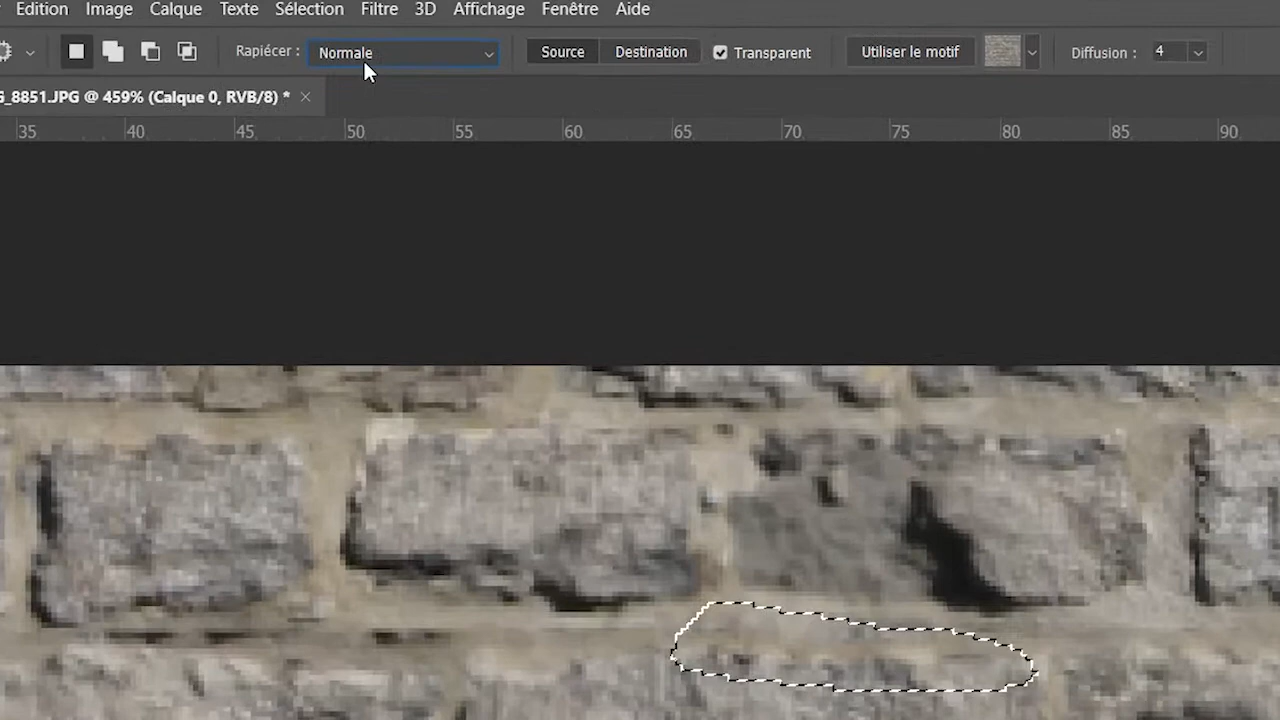 Edition Image Calque Texte Sélection Filtre 3D Affichage Fenêtre Aide
Rapiécer : Normale Source Destination Transparent Utiliser le motif Diffusion : 4
G_8851.JPG @ 459% (Calque 0, RVB/8) *
35 40 45 50 55 60 65 70 75 80 85 90